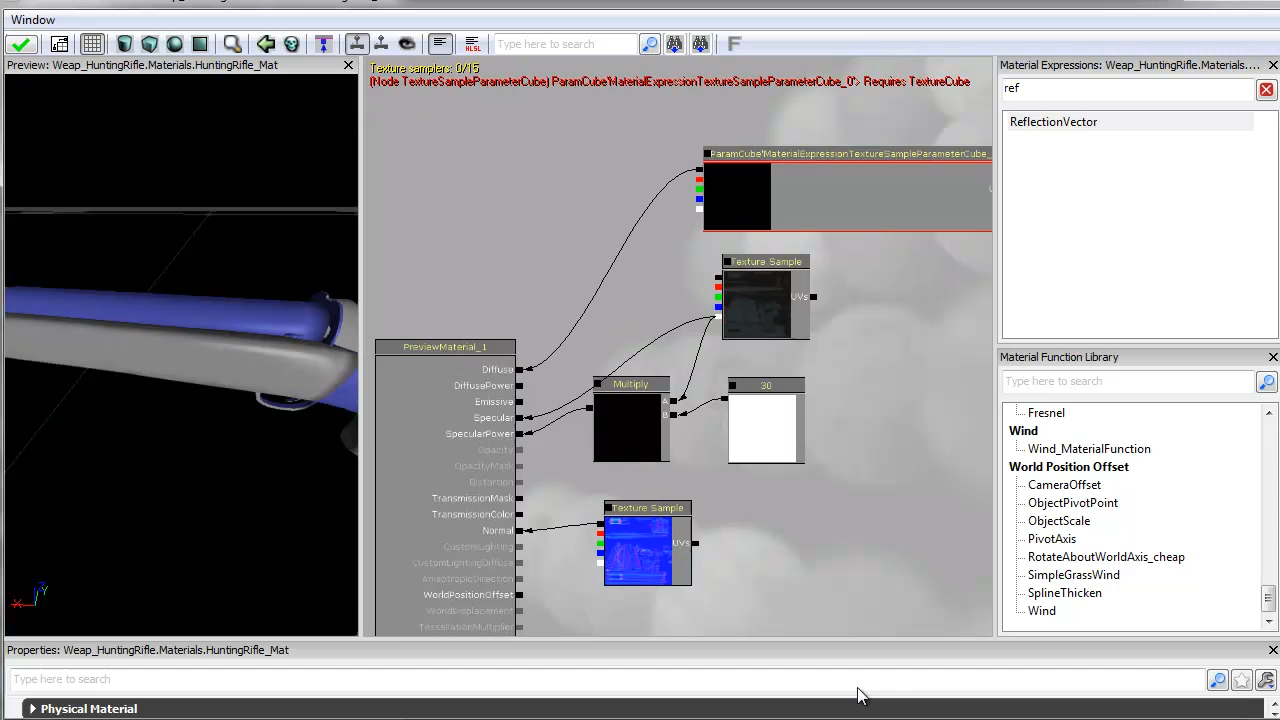 Window
Type here to search
F
HLSL
Preview: Weap_HuntingRifle.Materials.HuntingRifle_Mat
Texture samplers: 0/15
(Node TextureSampleParameterCube) ParamCube'MaterialExpressionTextureSampleParameterCube_0'> Requires TextureCube
ParamCube'MaterialExpressionTextureSampleParameterCube_
Texture Sample
UVs
PreviewMaterial_1
Diffuse
DiffusePower
Emissive
Specular
SpecularPower
Opacity
OpacityMask
Distortion
TransmissionMask
TransmissionColor
Normal
CustomLighting
CustomLightingDiffuse
AnisotropicDirection
WorldPositionOffset
WorldDisplacement
TessellationMultiplier
Multiply
A
B
30
Texture Sample
UVs
X
Z
Y
Material Expressions: Weap_HuntingRifle.Materials....
ref
ReflectionVector
Material Function Library
Type here to search
Fresnel
Wind
Wind_MaterialFunction
World Position Offset
CameraOffset
ObjectPivotPoint
ObjectScale
PivotAxis
RotateAboutWorldAxis_cheap
SimpleGrassWind
SplineThicken
Wind
Properties: Weap_HuntingRifle.Materials.HuntingRifle_Mat
Type here to search
Physical Material